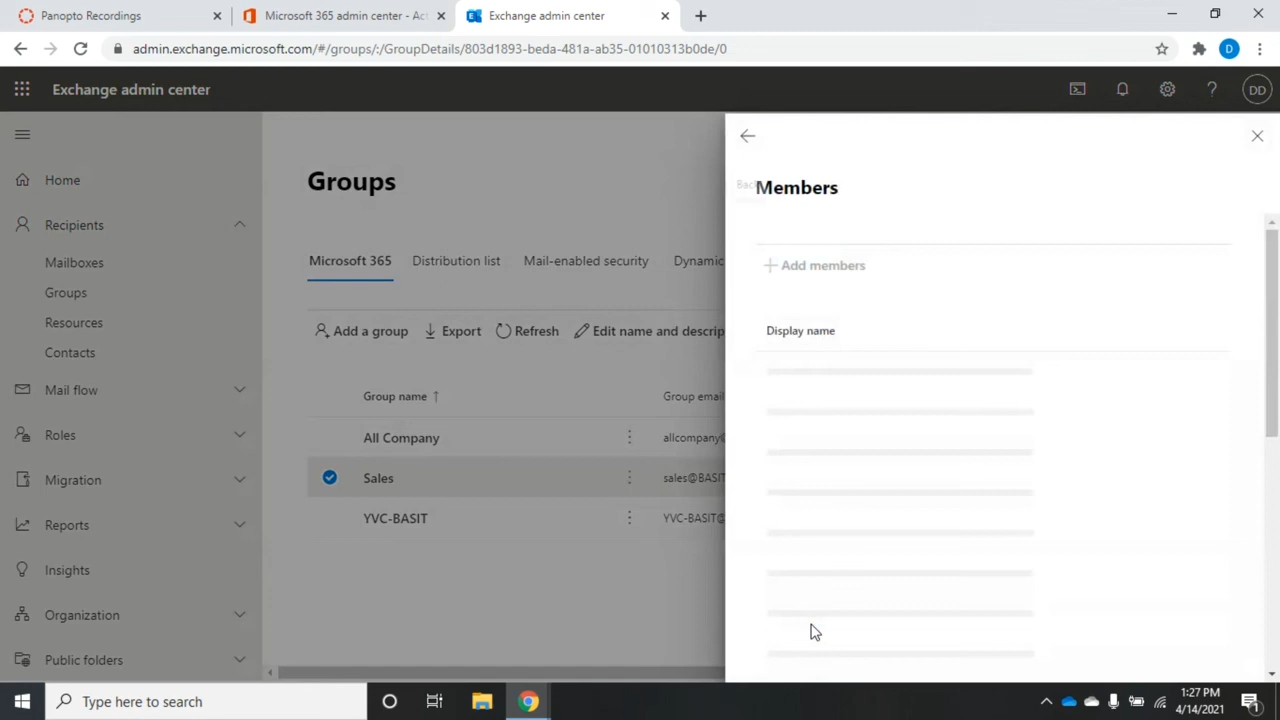 Panopto Recordings
Microsoft 365 admin center - Ac
Exchange admin center
admin.exchange.microsoft.com/#/groups/:/GroupDetails/803d1893-beda-481a-ab35-01010313b0de/0
D
Exchange admin center
DD
Home
Recipients
Mailboxes
Groups
Resources
Contacts
Mail flow
Roles
Migration
Reports
Insights
Organization
Public folders
Groups
Microsoft 365 Distribution list Mail-enabled security Dynamic
Add a group Export Refresh Edit name and descrip
Group name ↑ Group email
All Company allcompany@
Sales sales@BASIT
YVC-BASIT YVC-BASIT@
Back
Members
+ Add members
Display name
Type here to search
1:27 PM
4/14/2021
1